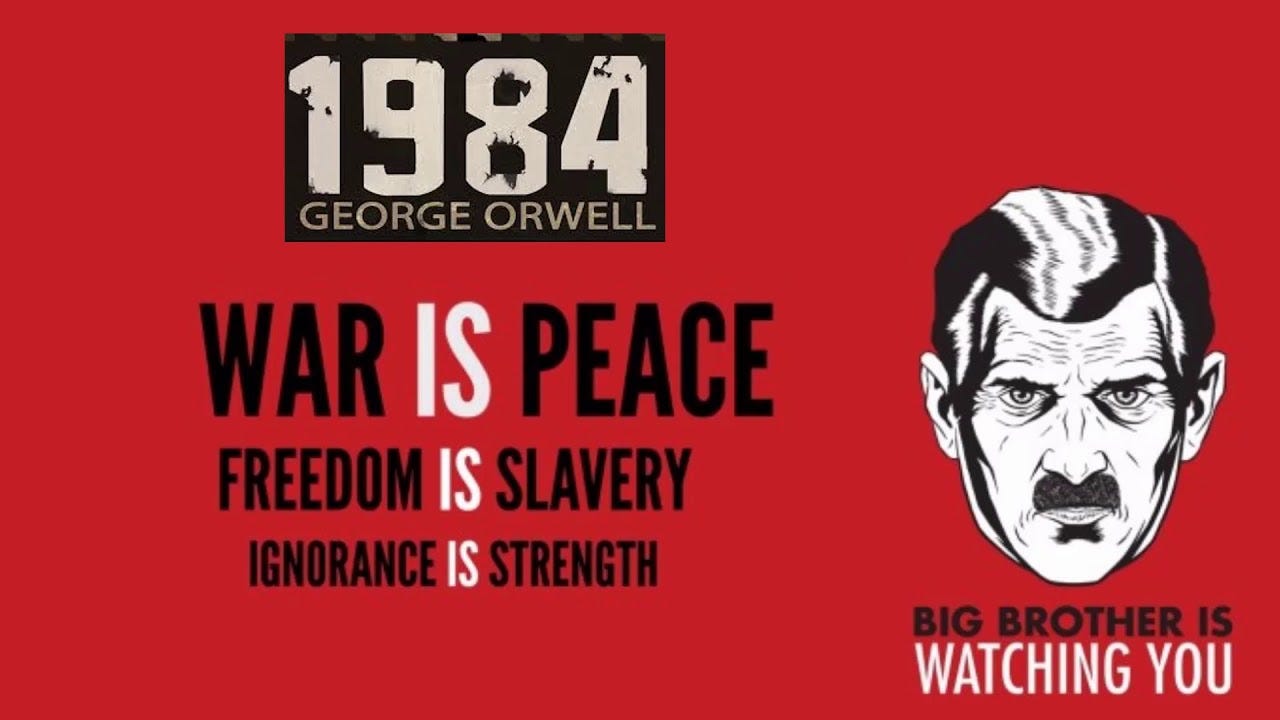 1984
GEORGE ORWELL
WAR IS PEACE
FREEDOM IS SLAVERY
IGNORANCE IS STRENGTH
BIG BROTHER IS
WATCHING YOU